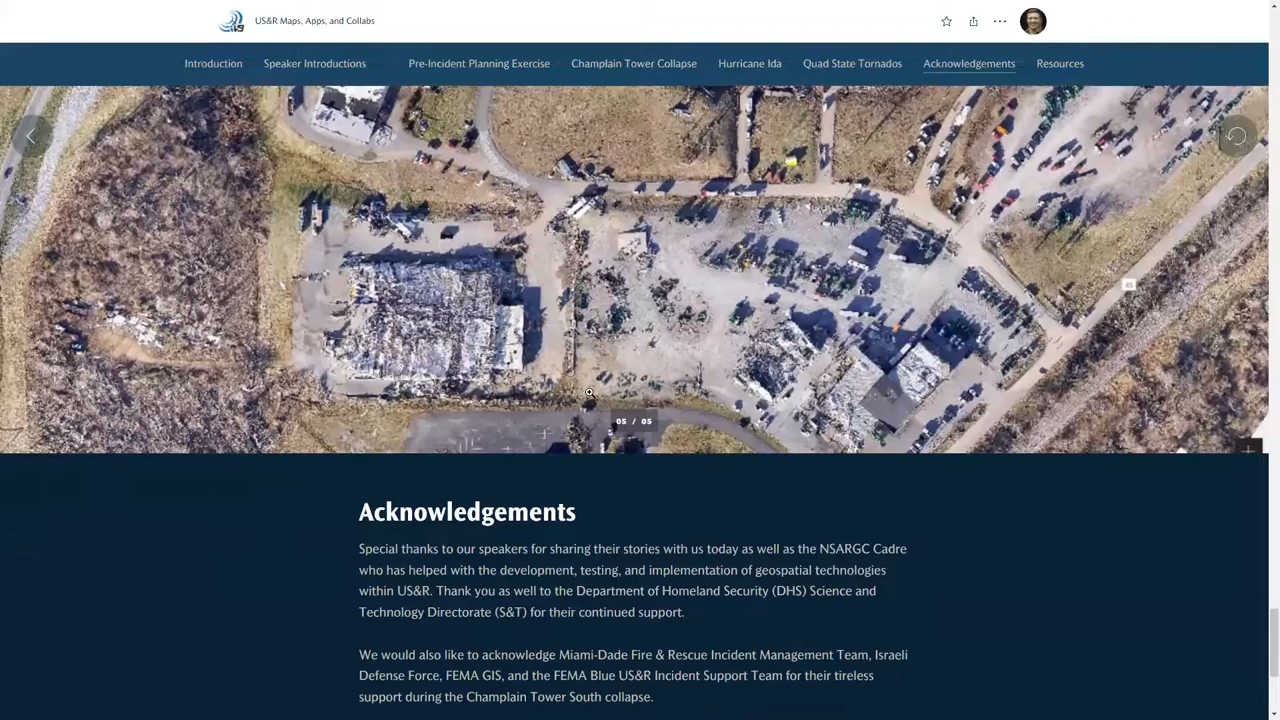 US&R Maps, Apps, and Collabs
Introduction Speaker Introductions Pre-Incident Planning Exercise Champlain Tower Collapse Hurricane Ida Quad State Tornados Acknowledgements Resources
05 / 05
Acknowledgements
Special thanks to our speakers for sharing their stories with us today as well as the NSARGC Cadre
who has helped with the development, testing, and implementation of geospatial technologies
within US&R. Thank you as well to the Department of Homeland Security (DHS) Science and
Technology Directorate (S&T) for their continued support.
We would also like to acknowledge Miami-Dade Fire & Rescue Incident Management Team, Israeli
Defense Force, FEMA GIS, and the FEMA Blue US&R Incident Support Team for their tireless
support during the Champlain Tower South collapse.